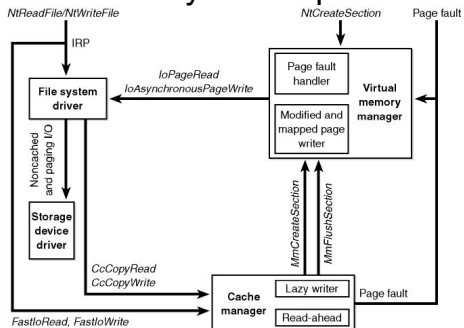 NtReadFile/NtWriteFile
NtCreateSection
Page fault
IRP
IoPageRead
IoAsynchronousPageWrite
File system
driver
Page fault
handler
Modified and
mapped page
writer
Virtual
memory
manager
Noncached
and paging I/O
Storage
device
driver
MmCreateSection
MmFlushSection
CcCopyRead
CcCopyWrite
Cache
manager
Lazy writer
Read-ahead
Page fault
FastIoRead, FastIoWrite